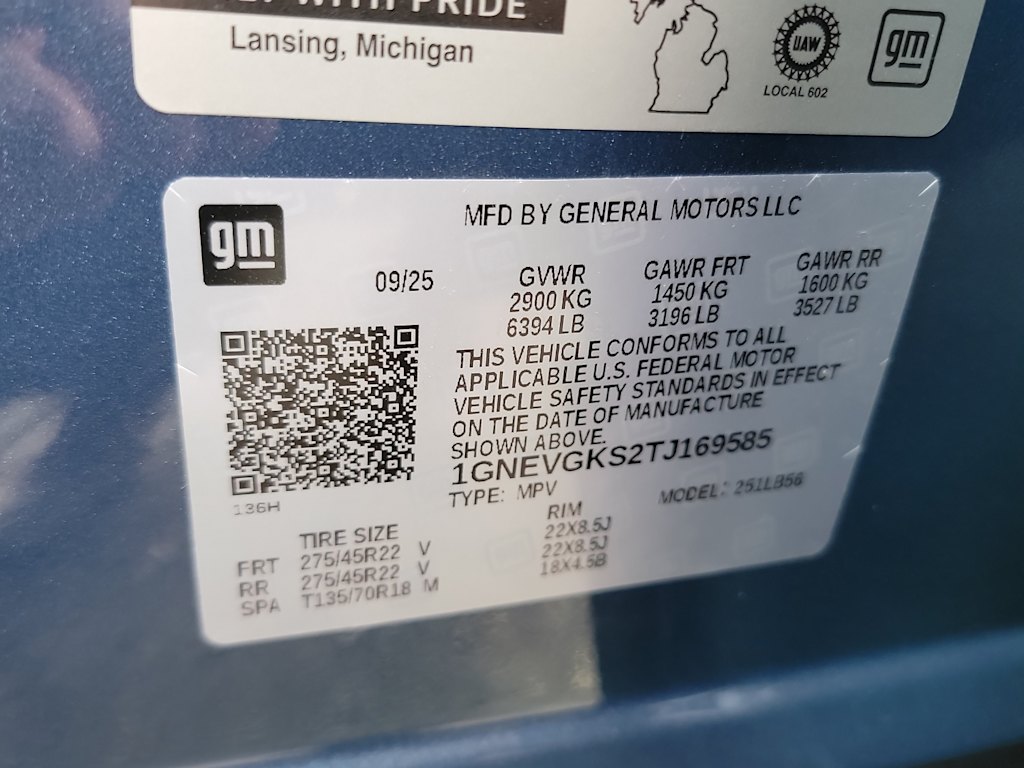 WITH PRIDE
Lansing, Michigan
UAW
LOCAL 602
gm
gm
MFD BY GENERAL MOTORS LLC
09/25 GVWR GAWR FRT GAWR RR
2900 KG 1450 KG 1600 KG
6394 LB 3196 LB 3527 LB
THIS VEHICLE CONFORMS TO ALL
APPLICABLE U.S. FEDERAL MOTOR
VEHICLE SAFETY STANDARDS IN EFFECT
ON THE DATE OF MANUFACTURE
SHOWN ABOVE.
1GNEVGKS2TJ169585
TYPE: MPV MODEL: 251LB56
136H
TIRE SIZE RIM
FRT 275/45R22 V 22X8.5J
RR 275/45R22 V 22X8.5J
SPA T135/70R18 M 18X4.5B